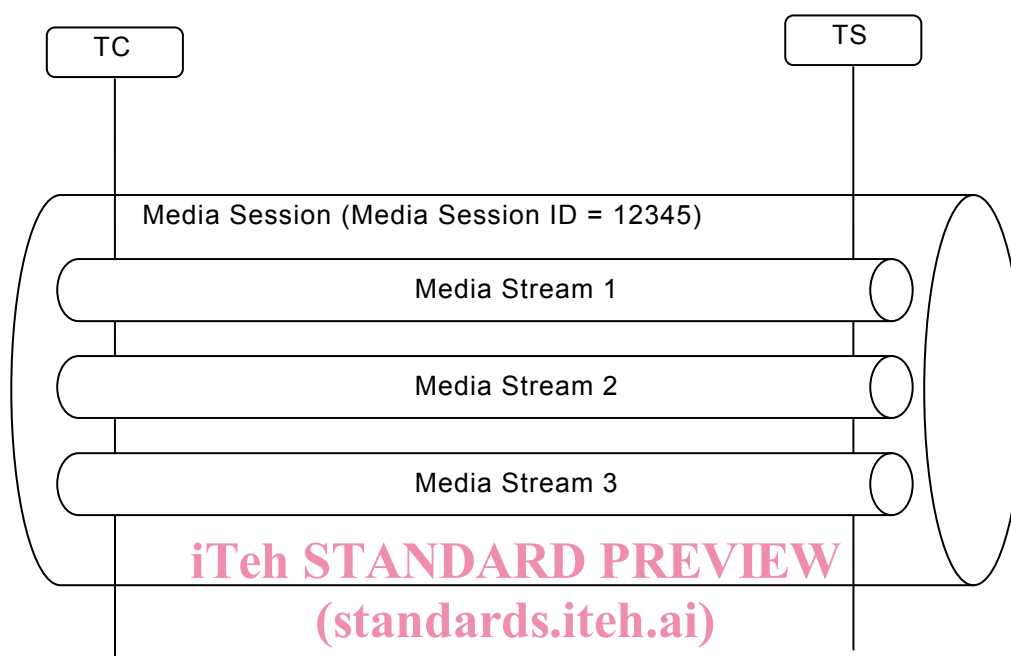 TC
TS
Media Session (Media Session ID = 12345)
Media Stream 1
Media Stream 2
Media Stream 3
iTeh STANDARD PREVIEW
(standards.iteh.ai)